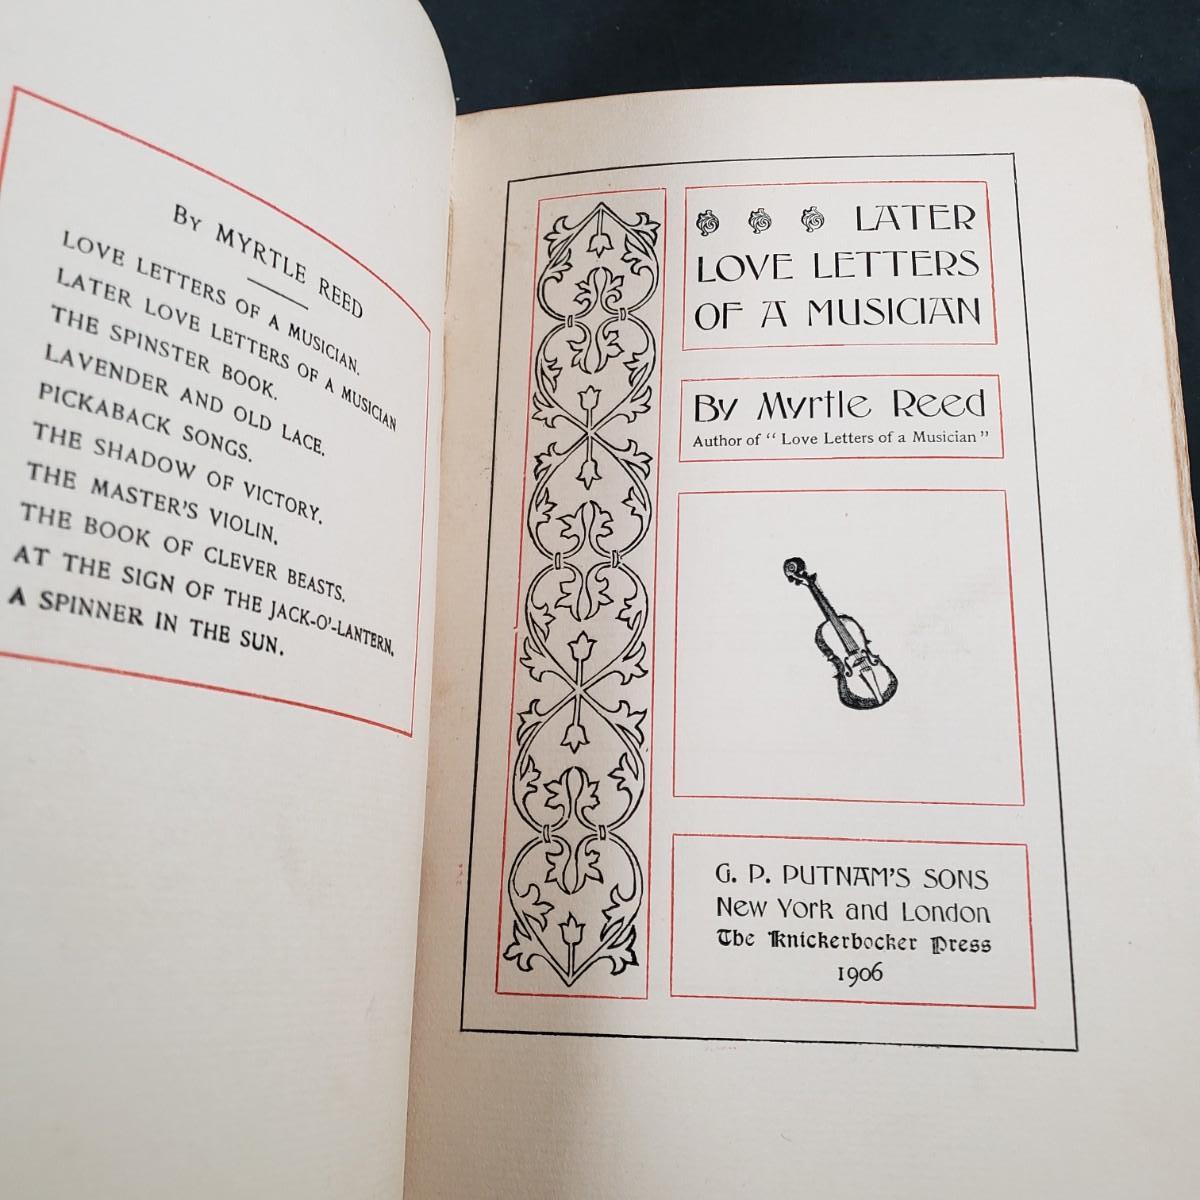 By MYRTLE REED
LOVE LETTERS OF A MUSICIAN.
LATER LOVE LETTERS OF A MUSICIAN
THE SPINSTER BOOK.
LAVENDER AND OLD LACE.
PICKABACK SONGS.
THE SHADOW OF VICTORY.
THE MASTER'S VIOLIN.
THE BOOK OF CLEVER BEASTS.
AT THE SIGN OF THE JACK-O'-LANTERN.
A SPINNER IN THE SUN.
LATER
LOVE LETTERS
OF A MUSICIAN
By Myrtle Reed
Author of "Love Letters of a Musician"
G. P. PUTNAM'S SONS
New York and London
The Knickerbocker Press
1906